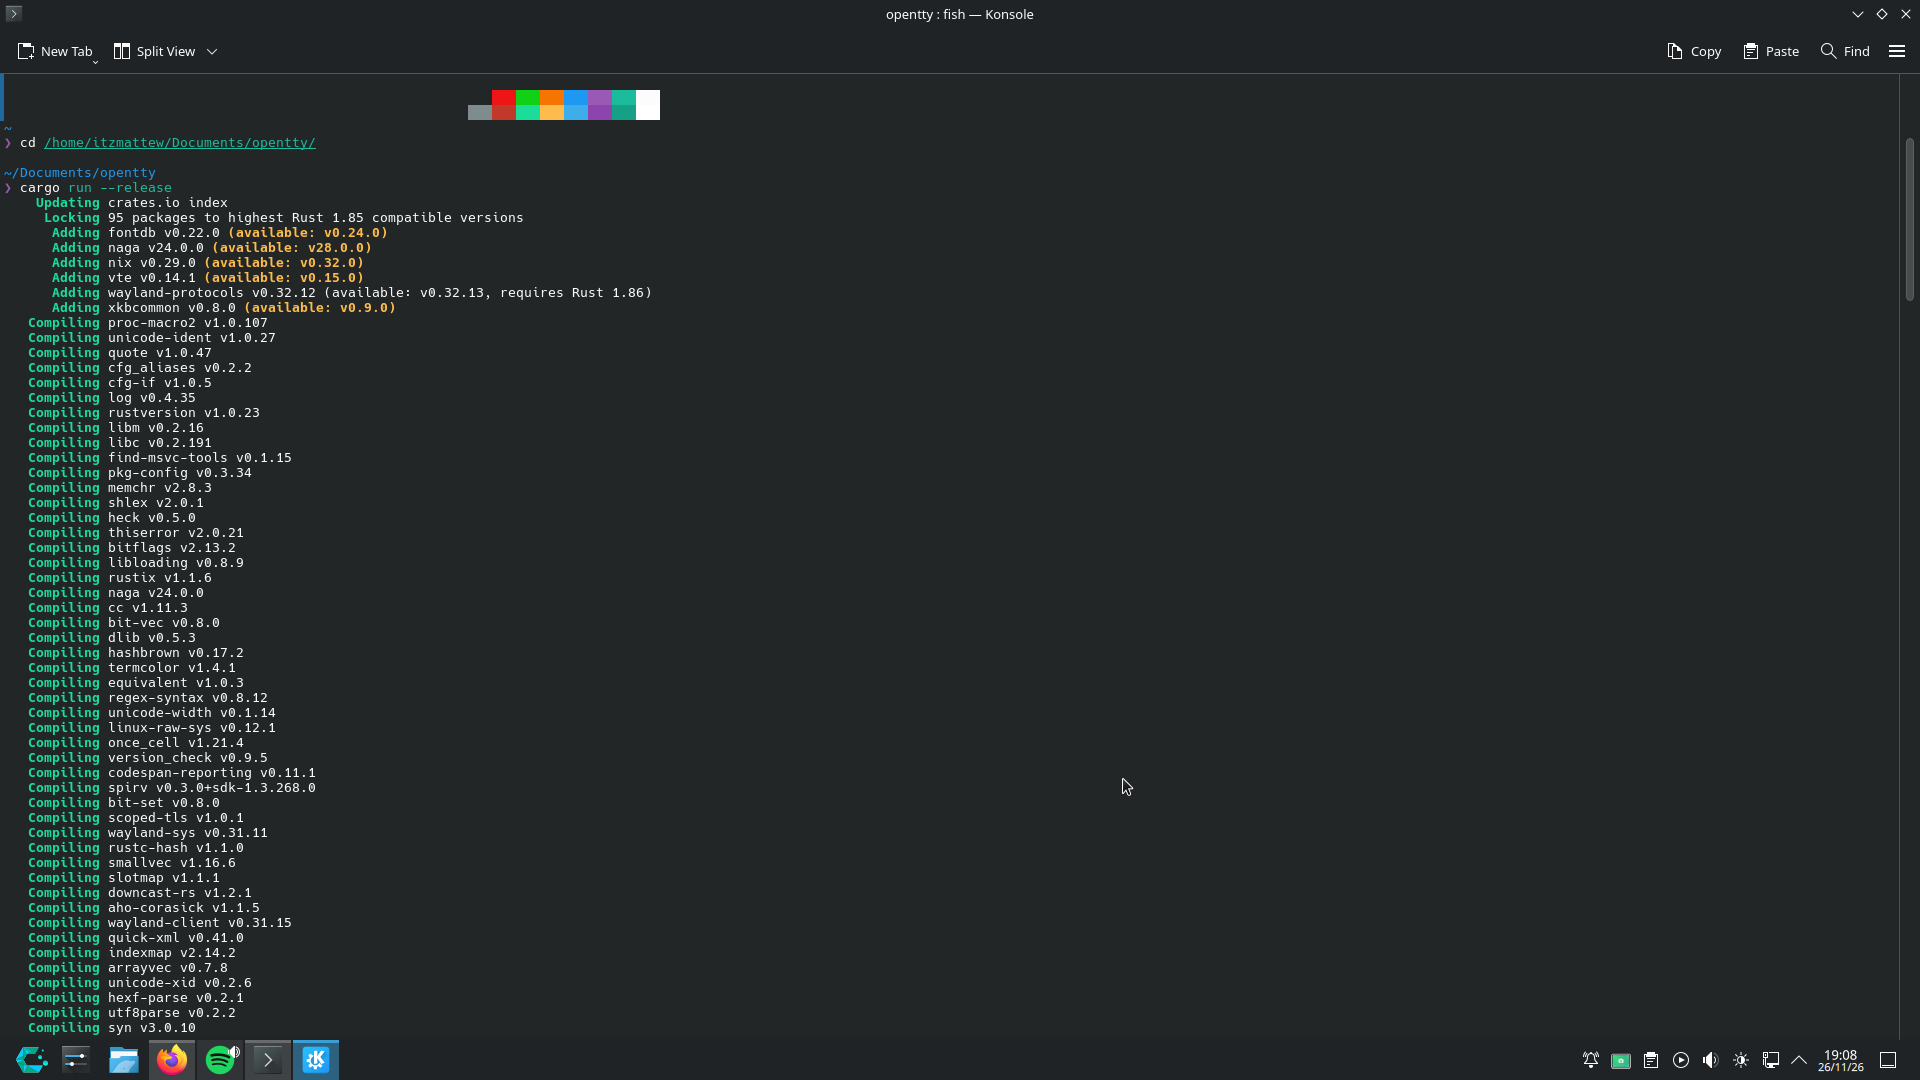 opentty : fish — Konsole
New Tab
Split View
Copy
Paste
Find
~
❯ cd /home/itzmattew/Documents/opentty/
~/Documents/opentty
❯ cargo run --release
Updating crates.io index
Locking 95 packages to highest Rust 1.85 compatible versions
Adding fontdb v0.22.0 (available: v0.24.0)
Adding naga v24.0.0 (available: v28.0.0)
Adding nix v0.29.0 (available: v0.32.0)
Adding vte v0.14.1 (available: v0.15.0)
Adding wayland-protocols v0.32.12 (available: v0.32.13, requires Rust 1.86)
Adding xkbcommon v0.8.0 (available: v0.9.0)
Compiling proc-macro2 v1.0.107
Compiling unicode-ident v1.0.27
Compiling quote v1.0.47
Compiling cfg_aliases v0.2.2
Compiling cfg-if v1.0.5
Compiling log v0.4.35
Compiling rustversion v1.0.23
Compiling libm v0.2.16
Compiling libc v0.2.191
Compiling find-msvc-tools v0.1.15
Compiling pkg-config v0.3.34
Compiling memchr v2.8.3
Compiling shlex v2.0.1
Compiling heck v0.5.0
Compiling thiserror v2.0.21
Compiling bitflags v2.13.2
Compiling libloading v0.8.9
Compiling rustix v1.1.6
Compiling naga v24.0.0
Compiling cc v1.11.3
Compiling bit-vec v0.8.0
Compiling dlib v0.5.3
Compiling hashbrown v0.17.2
Compiling termcolor v1.4.1
Compiling equivalent v1.0.3
Compiling regex-syntax v0.8.12
Compiling unicode-width v0.1.14
Compiling linux-raw-sys v0.12.1
Compiling once_cell v1.21.4
Compiling version_check v0.9.5
Compiling codespan-reporting v0.11.1
Compiling spirv v0.3.0+sdk-1.3.268.0
Compiling bit-set v0.8.0
Compiling scoped-tls v1.0.1
Compiling wayland-sys v0.31.11
Compiling rustc-hash v1.1.0
Compiling smallvec v1.16.6
Compiling slotmap v1.1.1
Compiling downcast-rs v1.2.1
Compiling aho-corasick v1.1.5
Compiling wayland-client v0.31.15
Compiling quick-xml v0.41.0
Compiling indexmap v2.14.2
Compiling arrayvec v0.7.8
Compiling unicode-xid v0.2.6
Compiling hexf-parse v0.2.1
Compiling utf8parse v0.2.2
Compiling syn v3.0.10
19:08
26/11/26